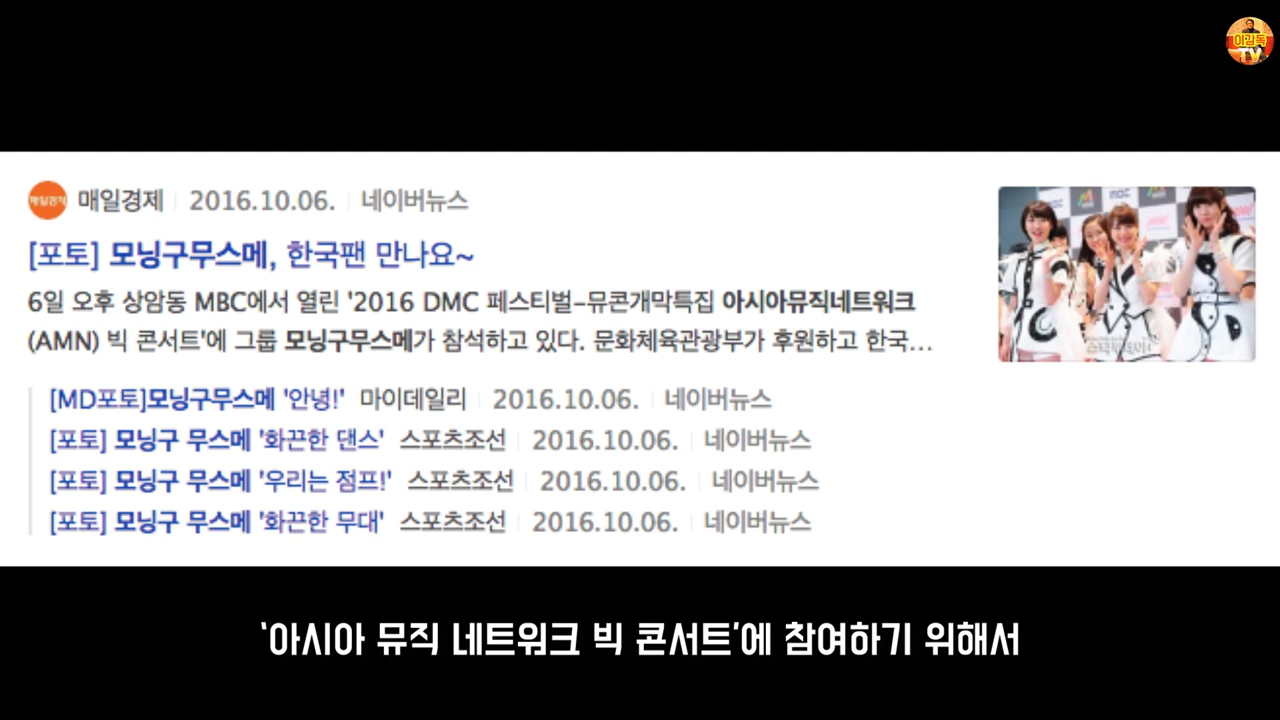 이감독
TV
매일경제
매일경제 2016.10.06. 네이버뉴스
[포토] 모닝구무스메, 한국팬 만나요~
6일 오후 상암동 MBC에서 열린 '2016 DMC 페스티벌-뮤콘개막특집 아시아뮤직네트워크
(AMN) 빅 콘서트'에 그룹 모닝구무스메가 참석하고 있다. 문화체육관광부가 후원하고 한국...
[MD포토]모닝구무스메 '안녕!' 마이데일리 2016.10.06. 네이버뉴스
[포토] 모닝구 무스메 '화끈한 댄스' 스포츠조선 2016.10.06. 네이버뉴스
[포토] 모닝구 무스메 '우리는 점프!' 스포츠조선 2016.10.06. 네이버뉴스
[포토] 모닝구 무스메 '화끈한 무대' 스포츠조선 2016.10.06. 네이버뉴스
'아시아 뮤직 네트워크 빅 콘서트'에 참여하기 위해서